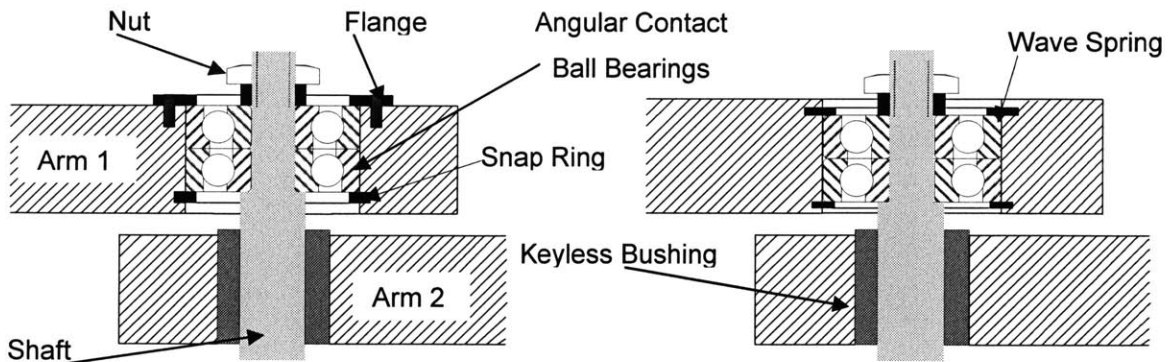 Nut
Flange
Angular Contact
Ball Bearings
Wave Spring
Arm 1
Snap Ring
Keyless Bushing
Arm 2
Shaft